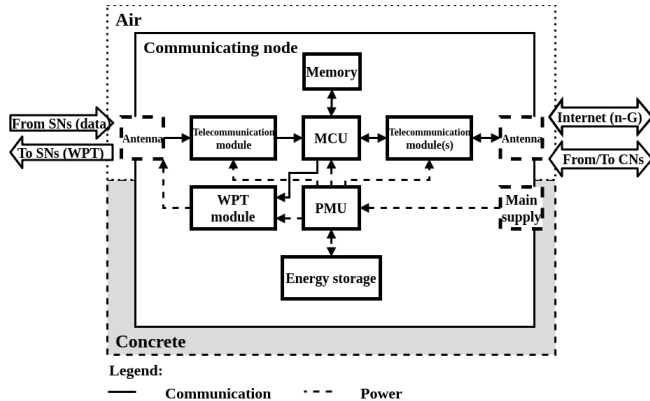 Air
Communicating node
Memory
From SNs (data)
To SNs (WPT)
Antenna
Telecommunication
module
MCU
Telecommunication
module(s)
Antenna
Internet (n-G)
From/To CNs
WPT
module
PMU
Main
supply
Energy storage
Concrete
Legend:
Communication
Power